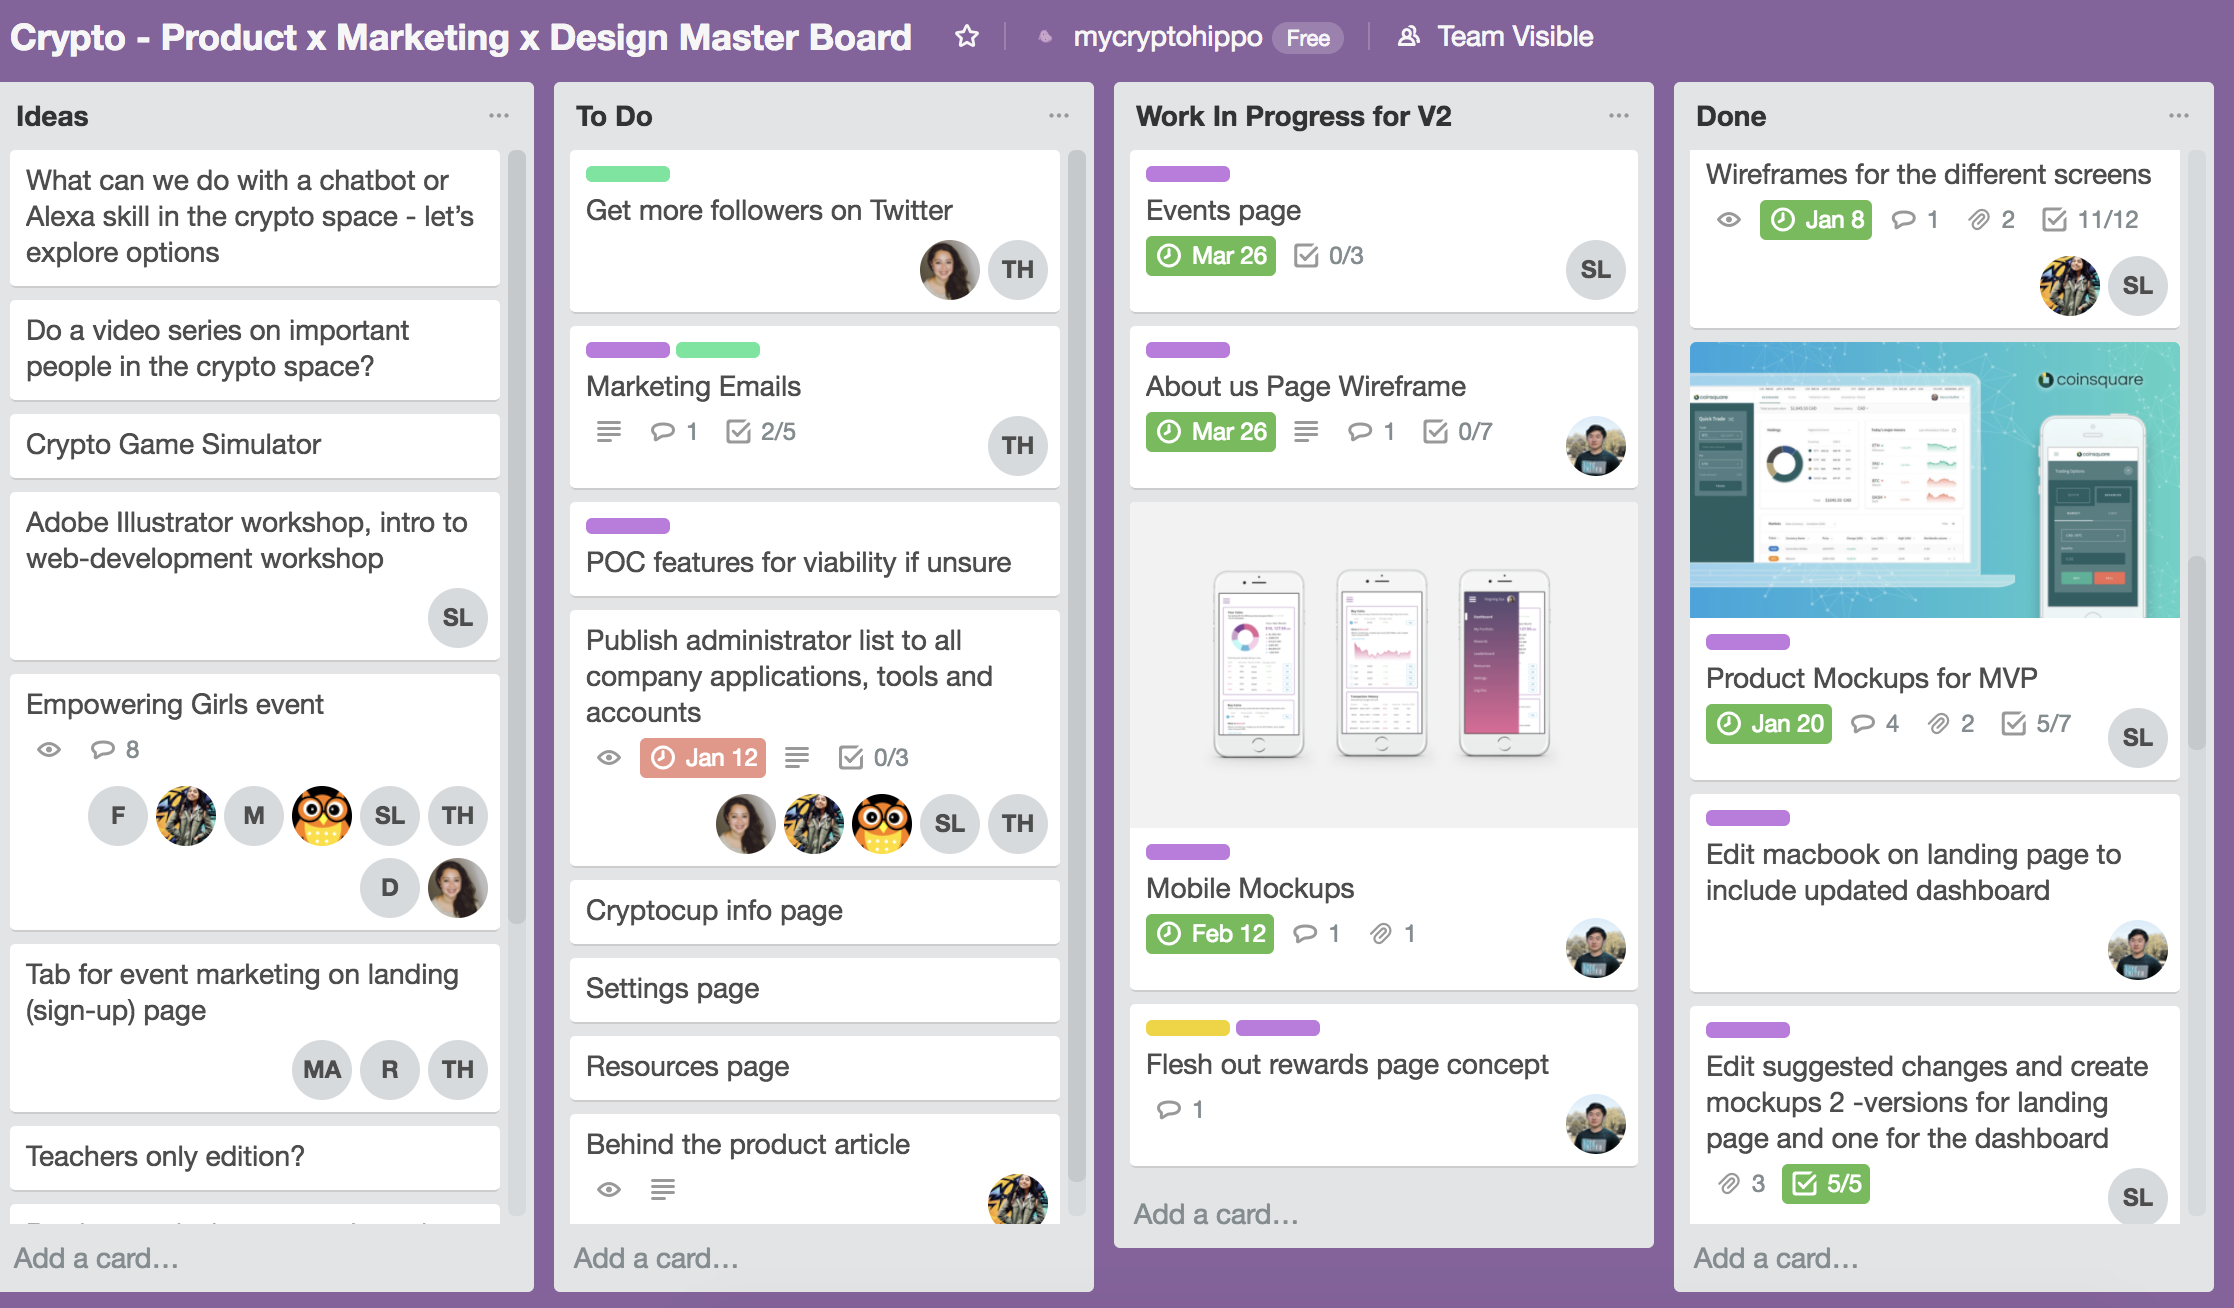 Crypto - Product x Marketing x Design Master Board
mycryptohippo
Free
Team Visible
Ideas
What can we do with a chatbot or
Alexa skill in the crypto space - let's
explore options
Do a video series on important
people in the crypto space?
Crypto Game Simulator
Adobe Illustrator workshop, intro to
web-development workshop
SL
Empowering Girls event
8
F
M
SL
TH
D
Tab for event marketing on landing
(sign-up) page
MA
R
TH
Teachers only edition?
Add a card...
To Do
Get more followers on Twitter
TH
Marketing Emails
1
2/5
TH
POC features for viability if unsure
Publish administrator list to all
company applications, tools and
accounts
Jan 12
0/3
SL
TH
Cryptocup info page
Settings page
Resources page
Behind the product article
Add a card...
Work In Progress for V2
Events page
Mar 26
0/3
SL
About us Page Wireframe
Mar 26
1
0/7
Mobile Mockups
Feb 12
1
1
Flesh out rewards page concept
1
Add a card...
Done
Wireframes for the different screens
Jan 8
1
2
11/12
SL
coinsquare
coinsquare
Quick Trade
coinsquare
Product Mockups for MVP
Jan 20
4
2
5/7
SL
Edit macbook on landing page to
include updated dashboard
Edit suggested changes and create
mockups 2 -versions for landing
page and one for the dashboard
3
5/5
SL
Add a card...